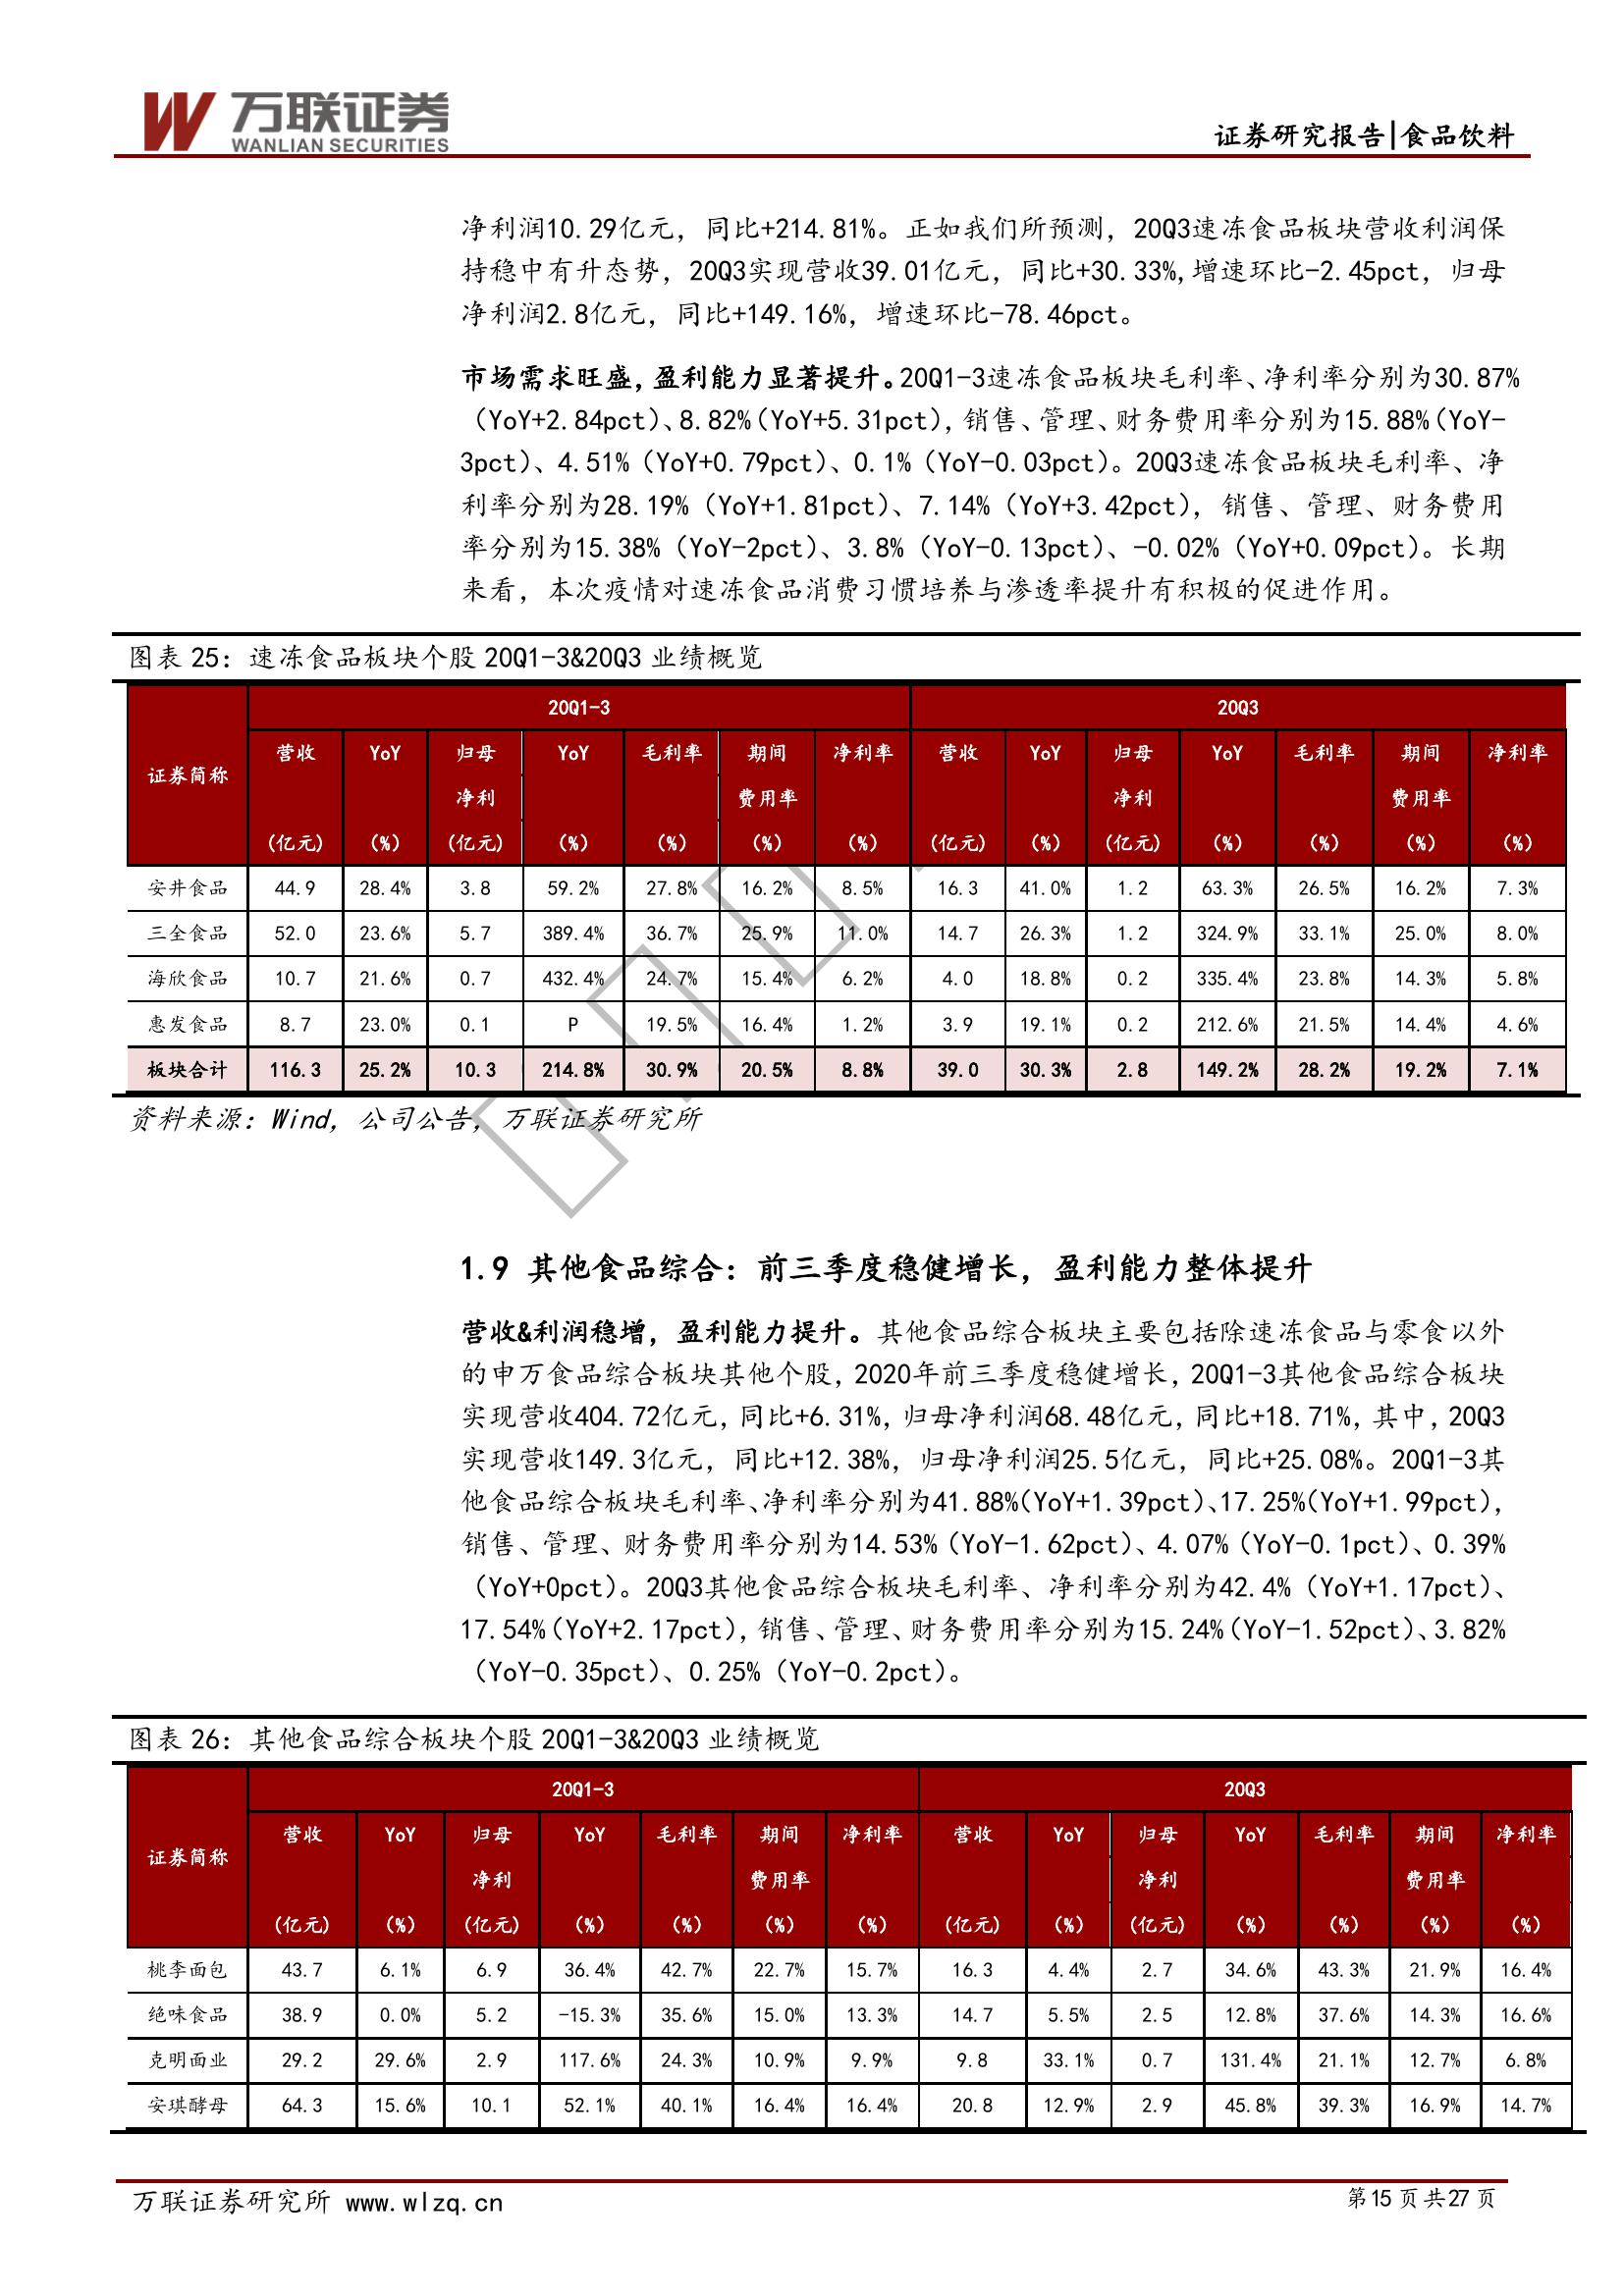 万联证券
WANLIAN SECURITIES
证券研究报告|食品饮料
净利润10.29亿元，同比+214.81%。正如我们所预测，20Q3速冻食品板块营收利润保
持稳中有升态势，20Q3实现营收39.01亿元，同比+30.33%,增速环比-2.45pct，归母
净利润2.8亿元，同比+149.16%，增速环比-78.46pct。
市场需求旺盛，盈利能力显著提升。20Q1-3速冻食品板块毛利率、净利率分别为30.87%
（YoY+2.84pct）、8.82%（YoY+5.31pct），销售、管理、财务费用率分别为15.88%（YoY-
3pct）、4.51%（YoY+0.79pct）、0.1%（YoY-0.03pct）。20Q3速冻食品板块毛利率、净
利率分别为28.19%（YoY+1.81pct）、7.14%（YoY+3.42pct），销售、管理、财务费用
率分别为15.38%（YoY-2pct）、3.8%（YoY-0.13pct）、-0.02%（YoY+0.09pct）。长期
来看，本次疫情对速冻食品消费习惯培养与渗透率提升有积极的促进作用。
图表 25：速冻食品板块个股 20Q1-3&20Q3 业绩概览
20Q1-3 20Q3
证券简称 营收 YoY 归母 YoY 毛利率 期间 净利率 营收 YoY 归母 YoY 毛利率 期间 净利率
净利 费用率 净利 费用率
(亿元) (%) (亿元) (%) (%) (%) (%) (亿元) (%) (亿元) (%) (%) (%) (%)
安井食品 44.9 28.4% 3.8 59.2% 27.8% 16.2% 8.5% 16.3 41.0% 1.2 63.3% 26.5% 16.2% 7.3%
三全食品 52.0 23.6% 5.7 389.4% 36.7% 25.9% 11.0% 14.7 26.3% 1.2 324.9% 33.1% 25.0% 8.0%
海欣食品 10.7 21.6% 0.7 432.4% 24.7% 15.4% 6.2% 4.0 18.8% 0.2 335.4% 23.8% 14.3% 5.8%
惠发食品 8.7 23.0% 0.1 P 19.5% 16.4% 1.2% 3.9 19.1% 0.2 212.6% 21.5% 14.4% 4.6%
板块合计 116.3 25.2% 10.3 214.8% 30.9% 20.5% 8.8% 39.0 30.3% 2.8 149.2% 28.2% 19.2% 7.1%
资料来源：Wind，公司公告，万联证券研究所
1.9 其他食品综合：前三季度稳健增长，盈利能力整体提升
营收&利润稳增，盈利能力提升。其他食品综合板块主要包括除速冻食品与零食以外
的申万食品综合板块其他个股，2020年前三季度稳健增长，20Q1-3其他食品综合板块
实现营收404.72亿元，同比+6.31%，归母净利润68.48亿元，同比+18.71%，其中，20Q3
实现营收149.3亿元，同比+12.38%，归母净利润25.5亿元，同比+25.08%。20Q1-3其
他食品综合板块毛利率、净利率分别为41.88%（YoY+1.39pct）、17.25%（YoY+1.99pct），
销售、管理、财务费用率分别为14.53%（YoY-1.62pct）、4.07%（YoY-0.1pct）、0.39%
（YoY+0pct）。20Q3其他食品综合板块毛利率、净利率分别为42.4%（YoY+1.17pct）、
17.54%（YoY+2.17pct），销售、管理、财务费用率分别为15.24%（YoY-1.52pct）、3.82%
（YoY-0.35pct）、0.25%（YoY-0.2pct）。
图表 26：其他食品综合板块个股 20Q1-3&20Q3 业绩概览
20Q1-3 20Q3
证券简称 营收 YoY 归母 YoY 毛利率 期间 净利率 营收 YoY 归母 YoY 毛利率 期间 净利率
净利 费用率 净利 费用率
(亿元) (%) (亿元) (%) (%) (%) (%) (亿元) (%) (亿元) (%) (%) (%) (%)
桃李面包 43.7 6.1% 6.9 36.4% 42.7% 22.7% 15.7% 16.3 4.4% 2.7 34.6% 43.3% 21.9% 16.4%
绝味食品 38.9 0.0% 5.2 -15.3% 35.6% 15.0% 13.3% 14.7 5.5% 2.5 12.8% 37.6% 14.3% 16.6%
克明面业 29.2 29.6% 2.9 117.6% 24.3% 10.9% 9.9% 9.8 33.1% 0.7 131.4% 21.1% 12.7% 6.8%
安琪酵母 64.3 15.6% 10.1 52.1% 40.1% 16.4% 16.4% 20.8 12.9% 2.9 45.8% 39.3% 16.9% 14.7%
万联证券研究所 www.wlzq.cn
第 15 页 共 27 页